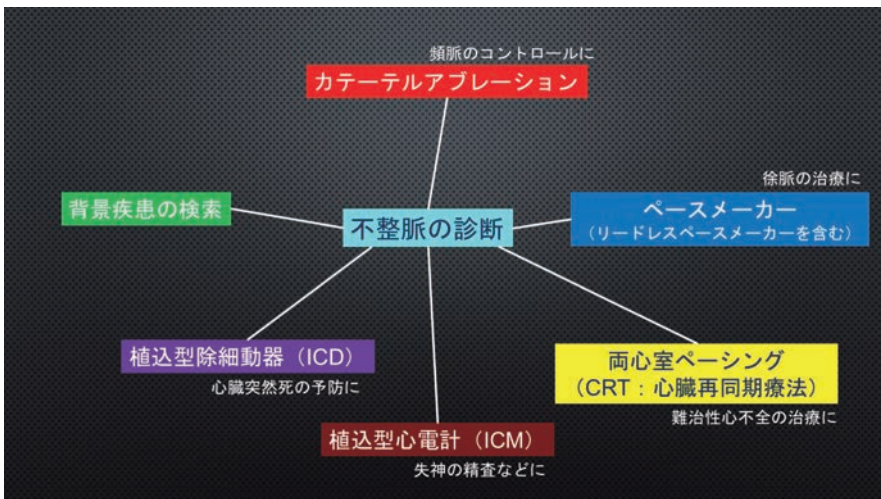 頻脈のコントロールに
カテーテルアブレーション
徐脈の治療に
ペースメーカー
（リードレスペースメーカーを含む）
背景疾患の検索
不整脈の診断
植込型除細動器（ICD）
心臓突然死の予防に
両心室ペーシング
（CRT：心臓再同期療法）
難治性心不全の治療に
植込型心電計（ICM）
失神の精査などに